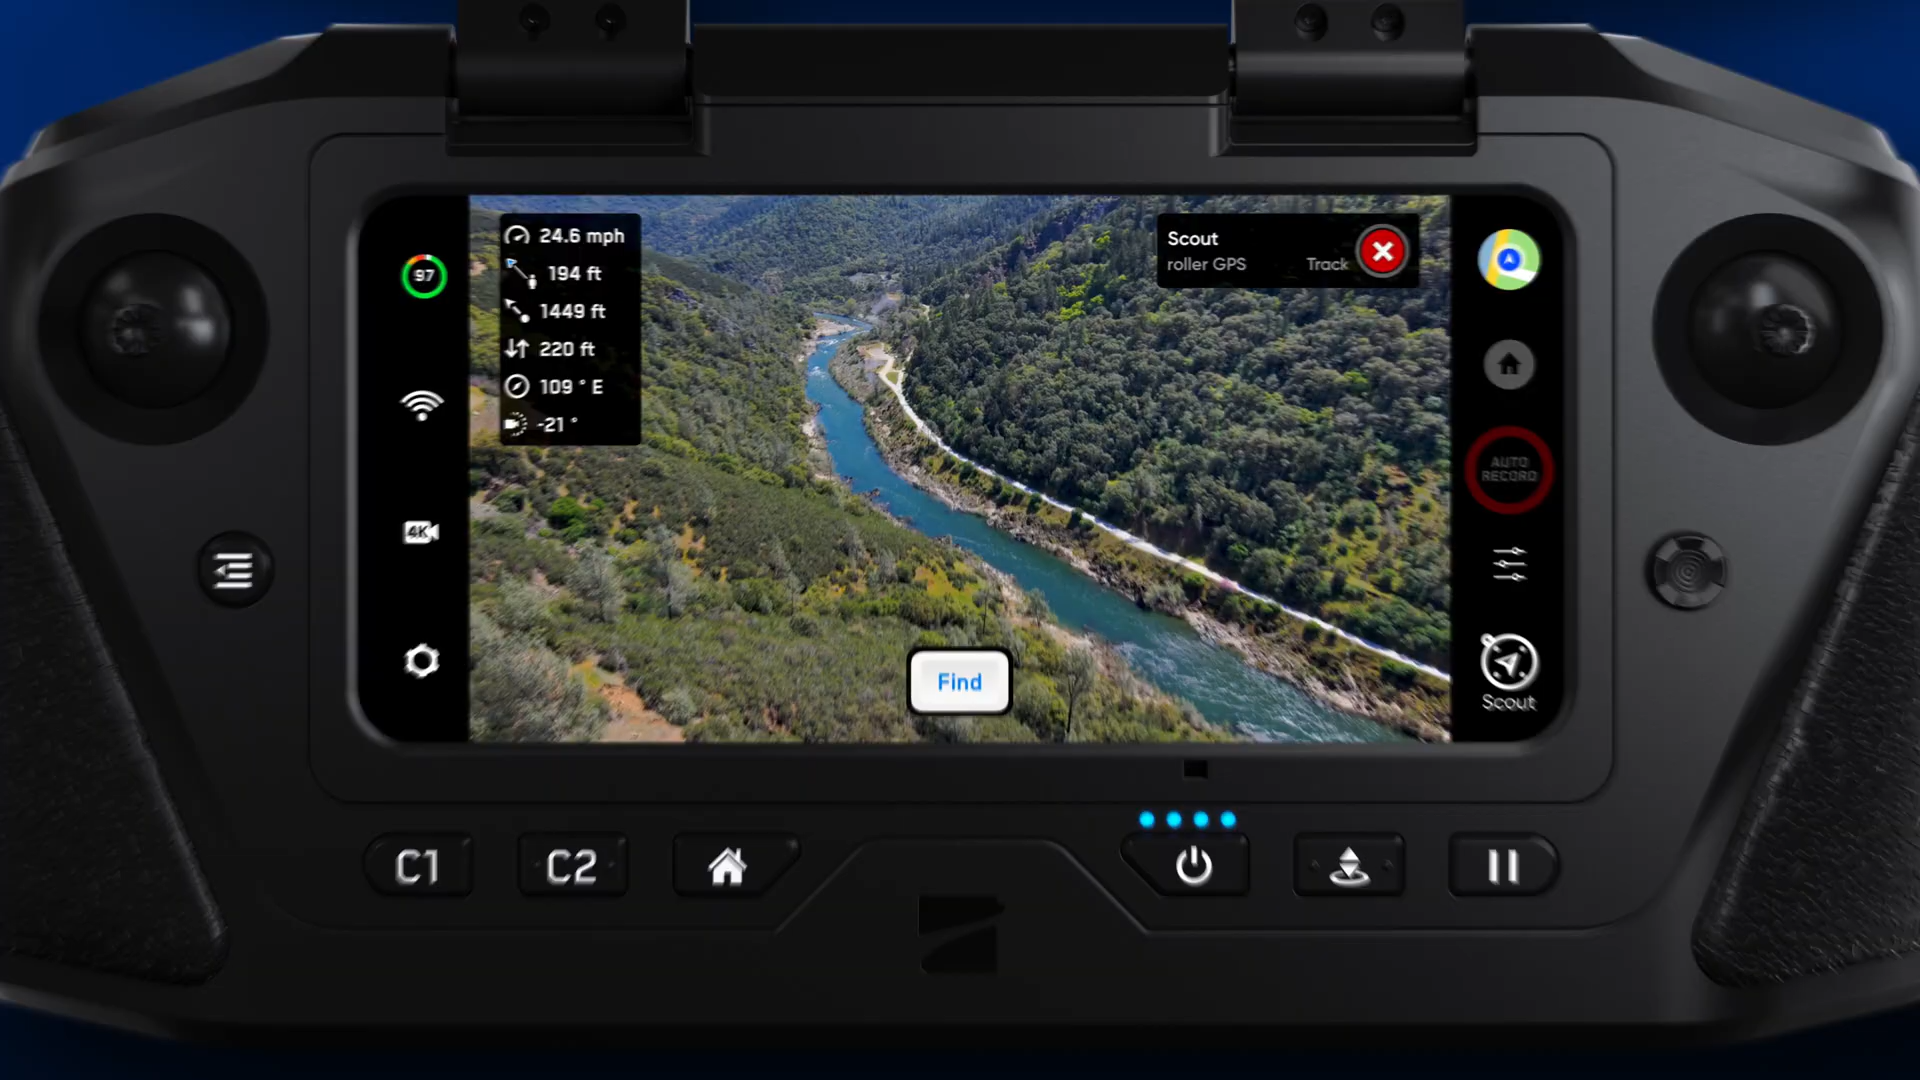 97
4K
24.6 mph
194 ft
1449 ft
220 ft
109 ° E
-21 °
Scout
roller GPS
Track
AUTO
RECORD
Scout
Find
C1
C2